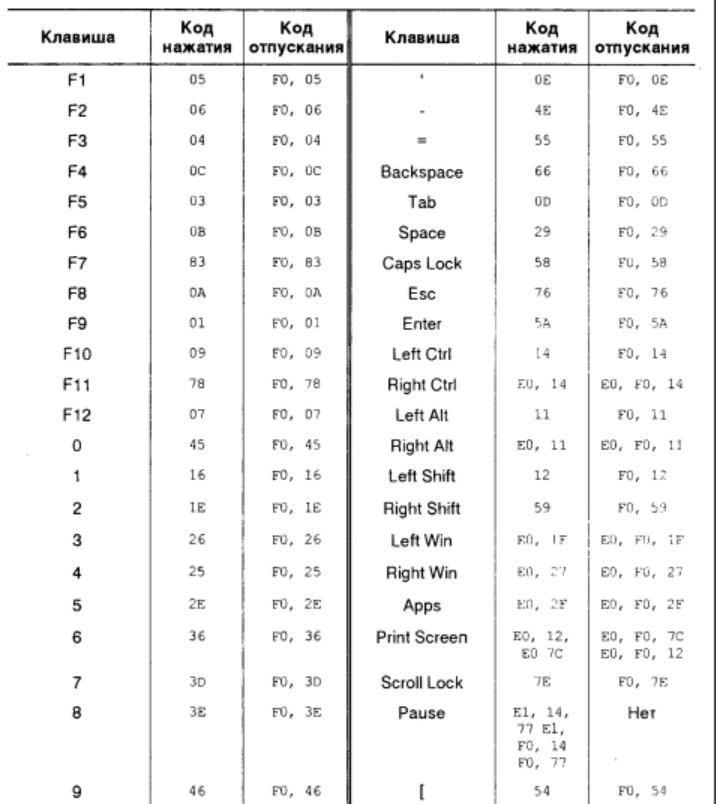 Клавиша Код нажатия Код отпускания Клавиша Код нажатия Код отпускания
F1 05 F0, 05 ' 0E F0, 0E
F2 06 F0, 06 - 4E F0, 4E
F3 04 F0, 04 = 55 F0, 55
F4 0C F0, 0C Backspace 66 F0, 66
F5 03 F0, 03 Tab 0D F0, 0D
F6 0B F0, 0B Space 29 F0, 29
F7 83 F0, 83 Caps Lock 58 F0, 58
F8 0A F0, 0A Esc 76 F0, 76
F9 01 F0, 01 Enter 5A F0, 5A
F10 09 F0, 09 Left Ctrl 14 F0, 14
F11 78 F0, 78 Right Ctrl E0, 14 E0, F0, 14
F12 07 F0, 07 Left Alt 11 F0, 11
0 45 F0, 45 Right Alt E0, 11 E0, F0, 11
1 16 F0, 16 Left Shift 12 F0, 12
2 1E F0, 1E Right Shift 59 F0, 59
3 26 F0, 26 Left Win E0, 1F E0, F0, 1F
4 25 F0, 25 Right Win E0, 27 E0, F0, 27
5 2E F0, 2E Apps E0, 2F E0, F0, 2F
6 36 F0, 36 Print Screen E0, 12, E0, F0, 7C
E0 7C E0, F0, 12
7 3D F0, 3D Scroll Lock 7E F0, 7E
8 3E F0, 3E Pause E1, 14, Нет
77 E1,
F0, 14
F0, 77
9 46 F0, 46 [ 54 F0, 54